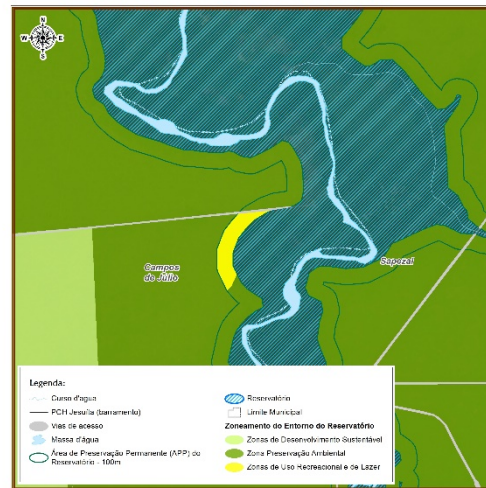 N
W E
S
Campos
de Júlio
Sapezal
Legenda:
Curso d'agua
PCH Jesuíta (barramento)
Vias de acesso
Massa d'água
Área de Preservação Permanente (APP) do
Reservatório - 100m
Reservatório
Limite Municipal
Zoneamento do Entorno do Reservatório
Zonas de Desenvolvimento Sustentável
Zona Preservação Ambiental
Zonas de Uso Recreacional e de Lazer